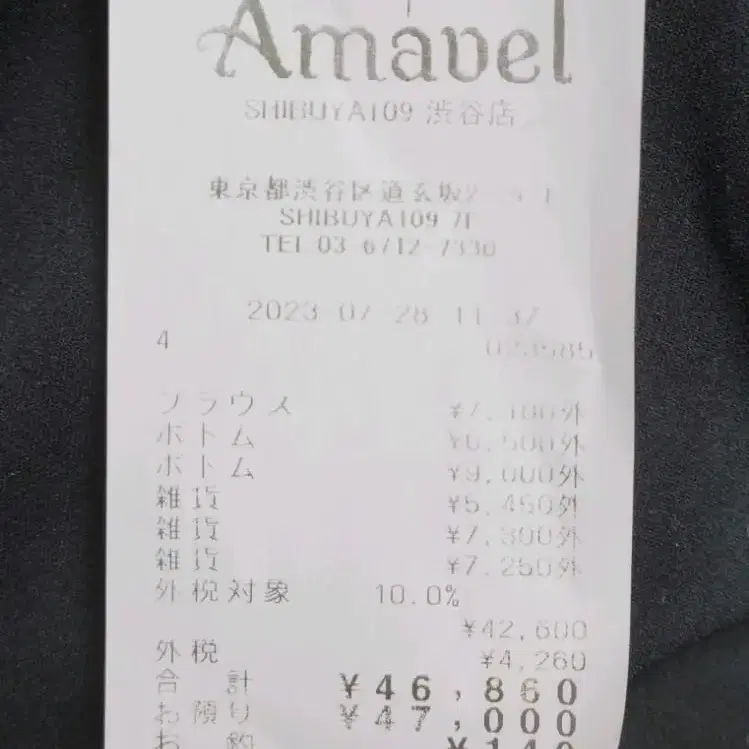 Amavel
SHIBUYA109 渋谷店
東京都渋谷区道玄坂
SHIBUYA109 7F
TEL 03-6712-7330
2023 07 28 11 37
4 023585
ブラウス ¥7,100外
ボトム ¥6,500外
ボトム ¥9,000外
雑貨 ¥5,450外
雑貨 ¥7,300外
雑貨 ¥7,250外
外税対象 10.0%
¥42,600
外税 ¥4,260
合計 ¥46,860
お預り ¥47,000
お釣 ¥140